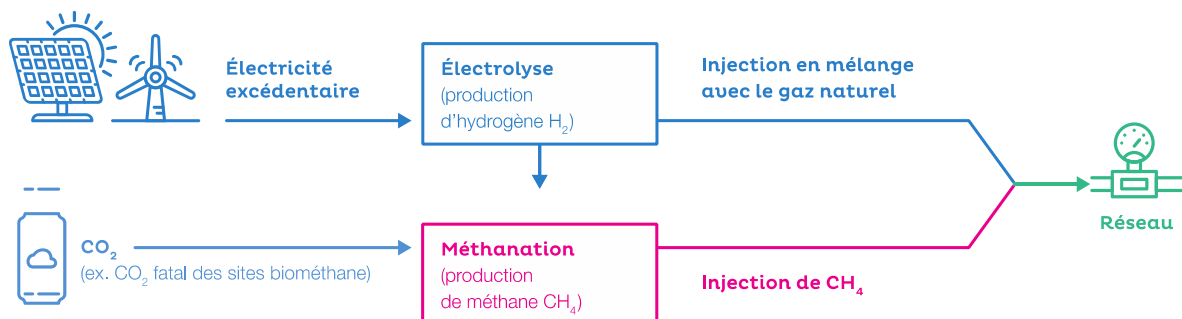 Électricité
excédentaire
Électrolyse
(production
d'hydrogène H₂)
Injection en mélange
avec le gaz naturel
Réseau
CO₂
(ex. CO₂ fatal des sites biométhane)
Méthanation
(production
de méthane CH₄)
Injection de CH₄